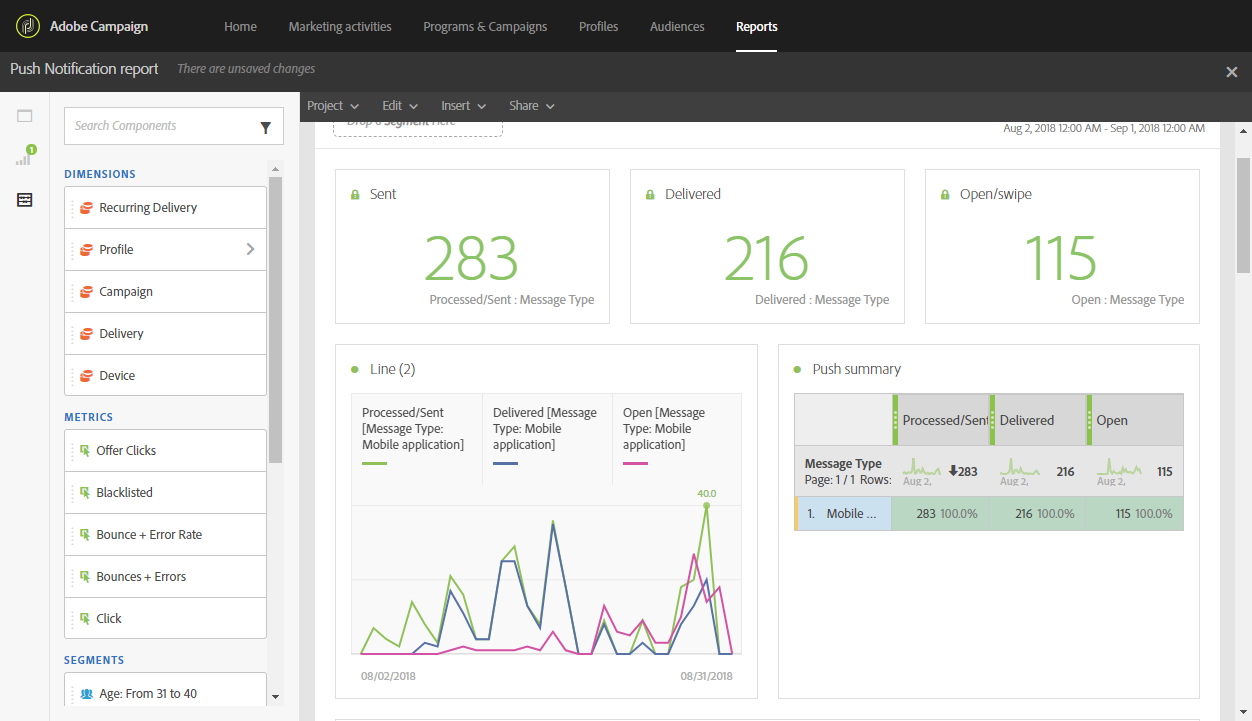 Adobe Campaign
Home
Marketing activities
Programs & Campaigns
Profiles
Audiences
Reports
Push Notification report
There are unsaved changes
Project
Edit
Insert
Share
1
Search Components
DIMENSIONS
Recurring Delivery
Profile
Campaign
Delivery
Device
METRICS
Offer Clicks
Blacklisted
Bounce + Error Rate
Bounces + Errors
Click
SEGMENTS
Age: From 31 to 40
Drop a Segment Here
Aug 2, 2018 12:00 AM - Sep 1, 2018 12:00 AM
Sent
283
Processed/Sent : Message Type
Delivered
216
Delivered : Message Type
Open/swipe
115
Open : Message Type
Line (2)
Processed/Sent
[Message Type:
Mobile application]
Delivered [Message
Type: Mobile
application]
Open [Message
Type: Mobile
application]
40.0
08/02/2018
08/31/2018
Push summary
Processed/Sent
Delivered
Open
Message Type
Page: 1 / 1 Rows:
Aug 2,
283
Aug 2,
216
Aug 2,
115
1. Mobile ...
283 100.0%
216 100.0%
115 100.0%